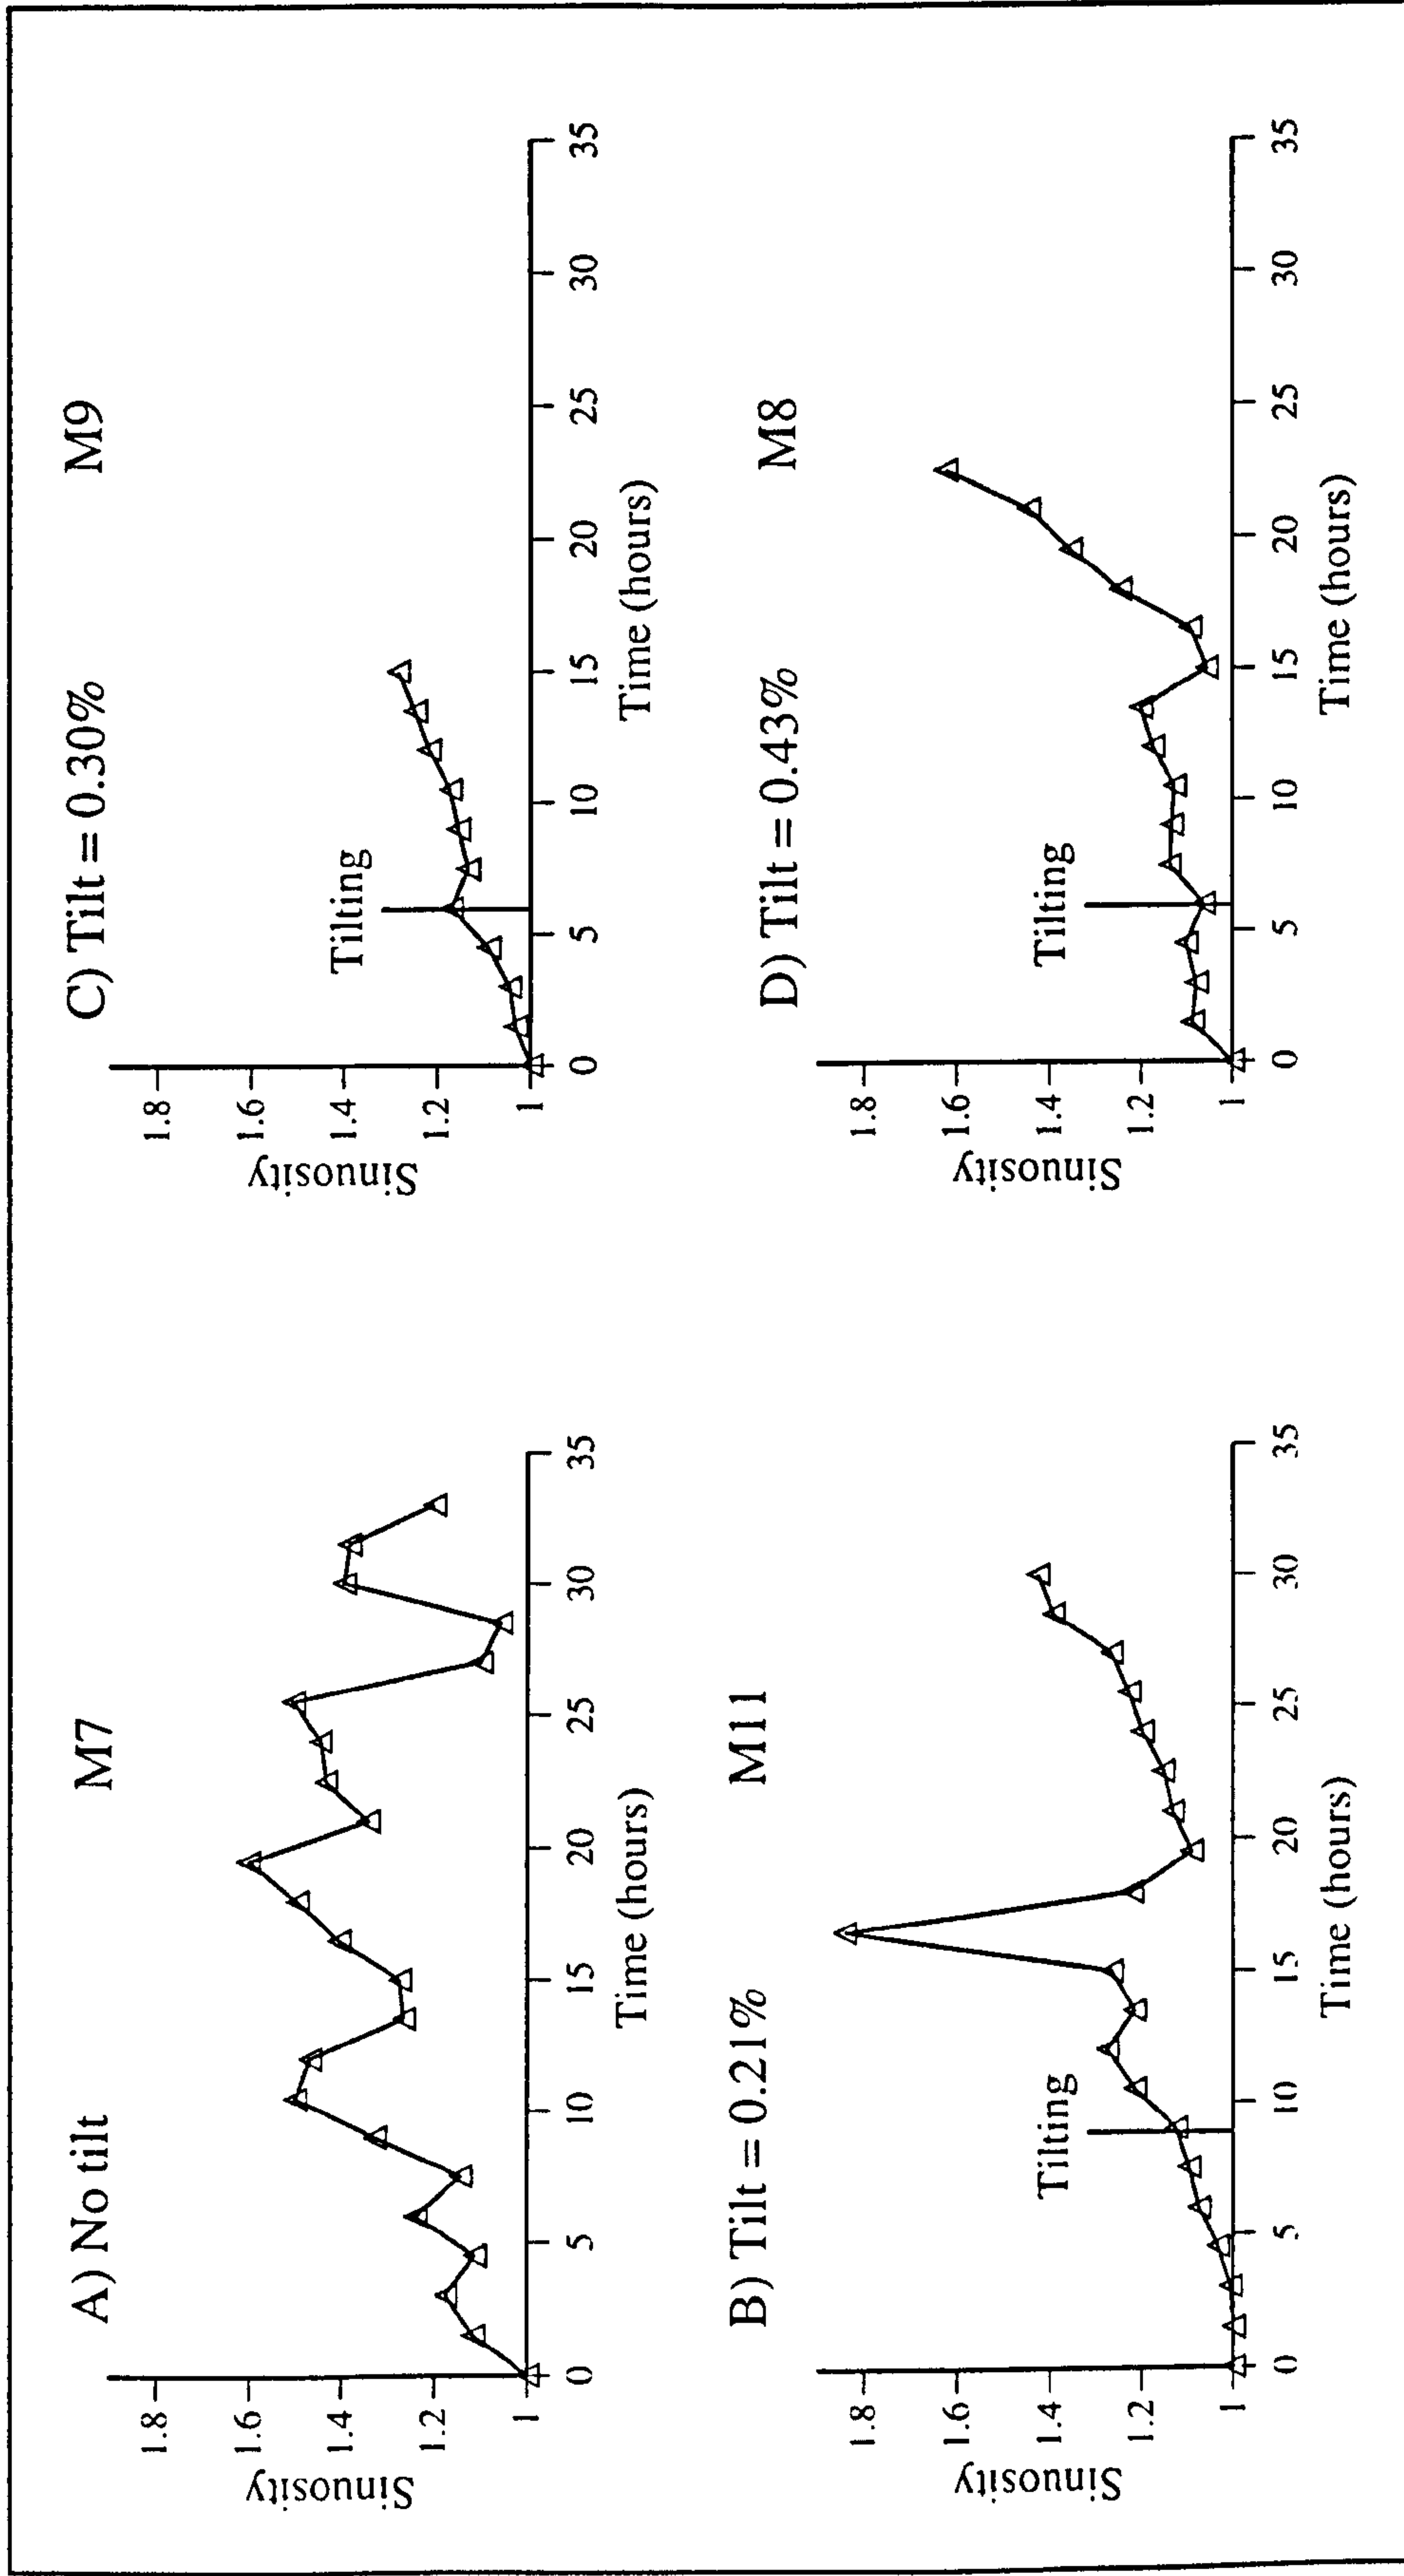 A) No tilt M7
Sinuosity
1.8
1.6
1.4
1.2
1
0 5 10 15 20 25 30 35
Time (hours)
C) Tilt = 0.30% M9
Sinuosity
1.8
1.6
1.4
1.2
1
Tilting
0 5 10 15 20 25 30 35
Time (hours)
B) Tilt = 0.21% M11
Sinuosity
1.8
1.6
1.4
1.2
1
Tilting
0 5 10 15 20 25 30 35
Time (hours)
D) Tilt = 0.43% M8
Sinuosity
1.8
1.6
1.4
1.2
1
Tilting
0 5 10 15 20 25 30 35
Time (hours)